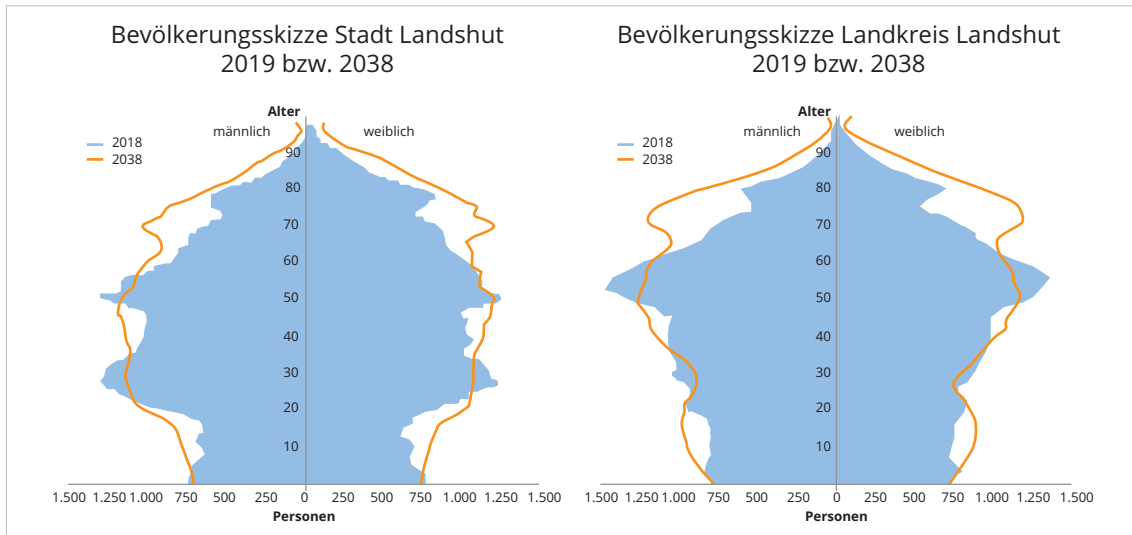 Bevölkerungsskizze Stadt Landshut
2019 bzw. 2038
Alter
männlich
weiblich
2018
2038
90
80
70
60
50
40
30
20
10
1.500 1.2501.000 750 500 250 0 250 500 750 1.000 1.250 1.500
Personen
Bevölkerungsskizze Landkreis Landshut
2019 bzw. 2038
Alter
männlich
weiblich
2018
2038
90
80
70
60
50
40
30
20
10
1.500 1.2501.000 750 500 250 0 250 500 750 1.000 1.250 1.500
Personen